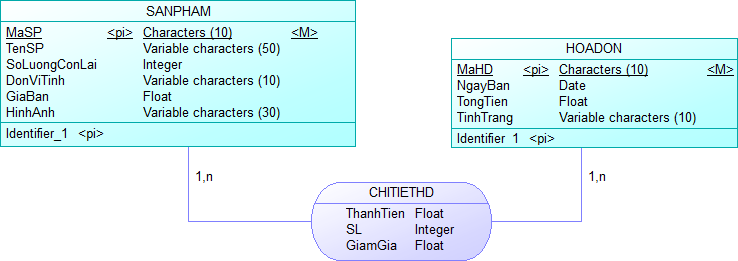 SANPHAM
MaSP <pi> Characters (10) <M>
TenSP Variable characters (50)
SoLuongConLai Integer
DonViTinh Variable characters (10)
GiaBan Float
HinhAnh Variable characters (30)
Identifier_1 <pi>
HOADON
MaHD <pi> Characters (10) <M>
NgayBan Date
TongTien Float
TinhTrang Variable characters (10)
Identifier 1 <pi>
1,n
1,n
CHITIETHD
ThanhTien Float
SL Integer
GiamGia Float